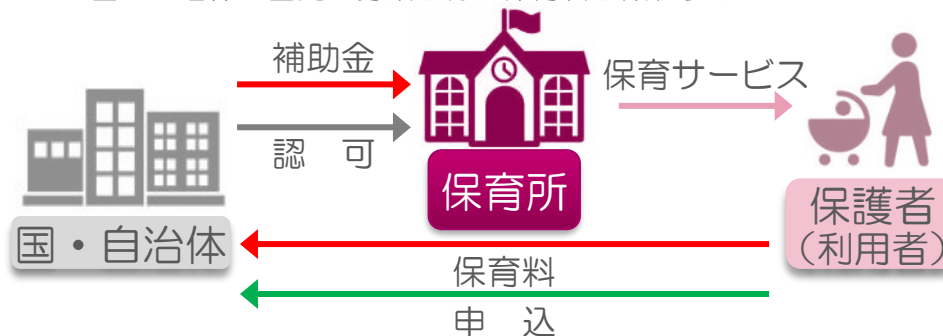 補助金
認 可
保育サービス
保育所
国・自治体
保護者
（利用者）
保育料
申 込